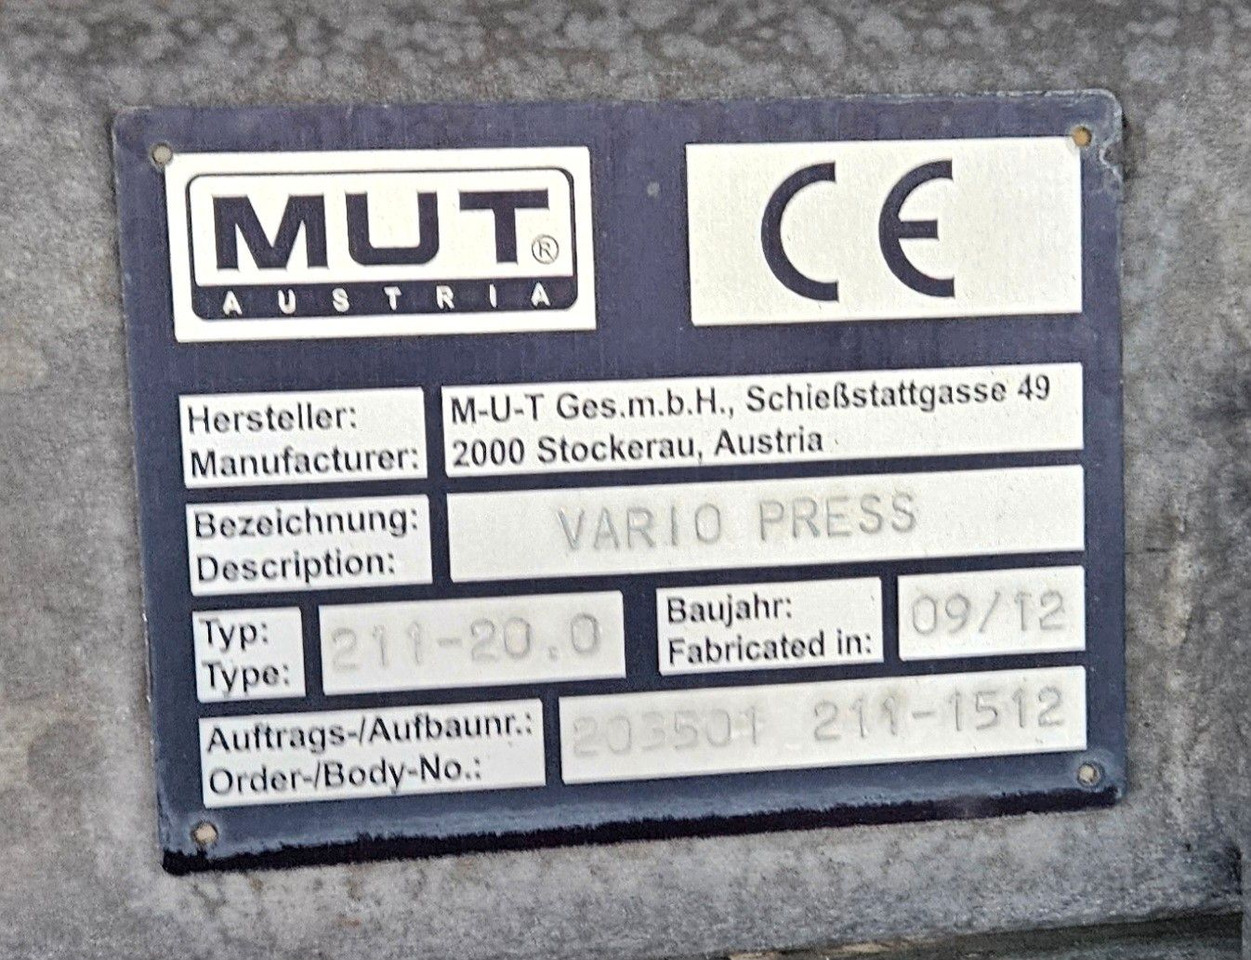 MUT®
AUSTRIA
CE
Hersteller:
Manufacturer:
M-U-T Ges.m.b.H., Schießstattgasse 49
2000 Stockerau, Austria
Bezeichnung:
Description:
VARIO PRESS
Typ:
Type:
211-20.0
Baujahr:
Fabricated in:
09/12
Auftrags-/Aufbaunr.:
Order-/Body-No.:
203501 211-1512